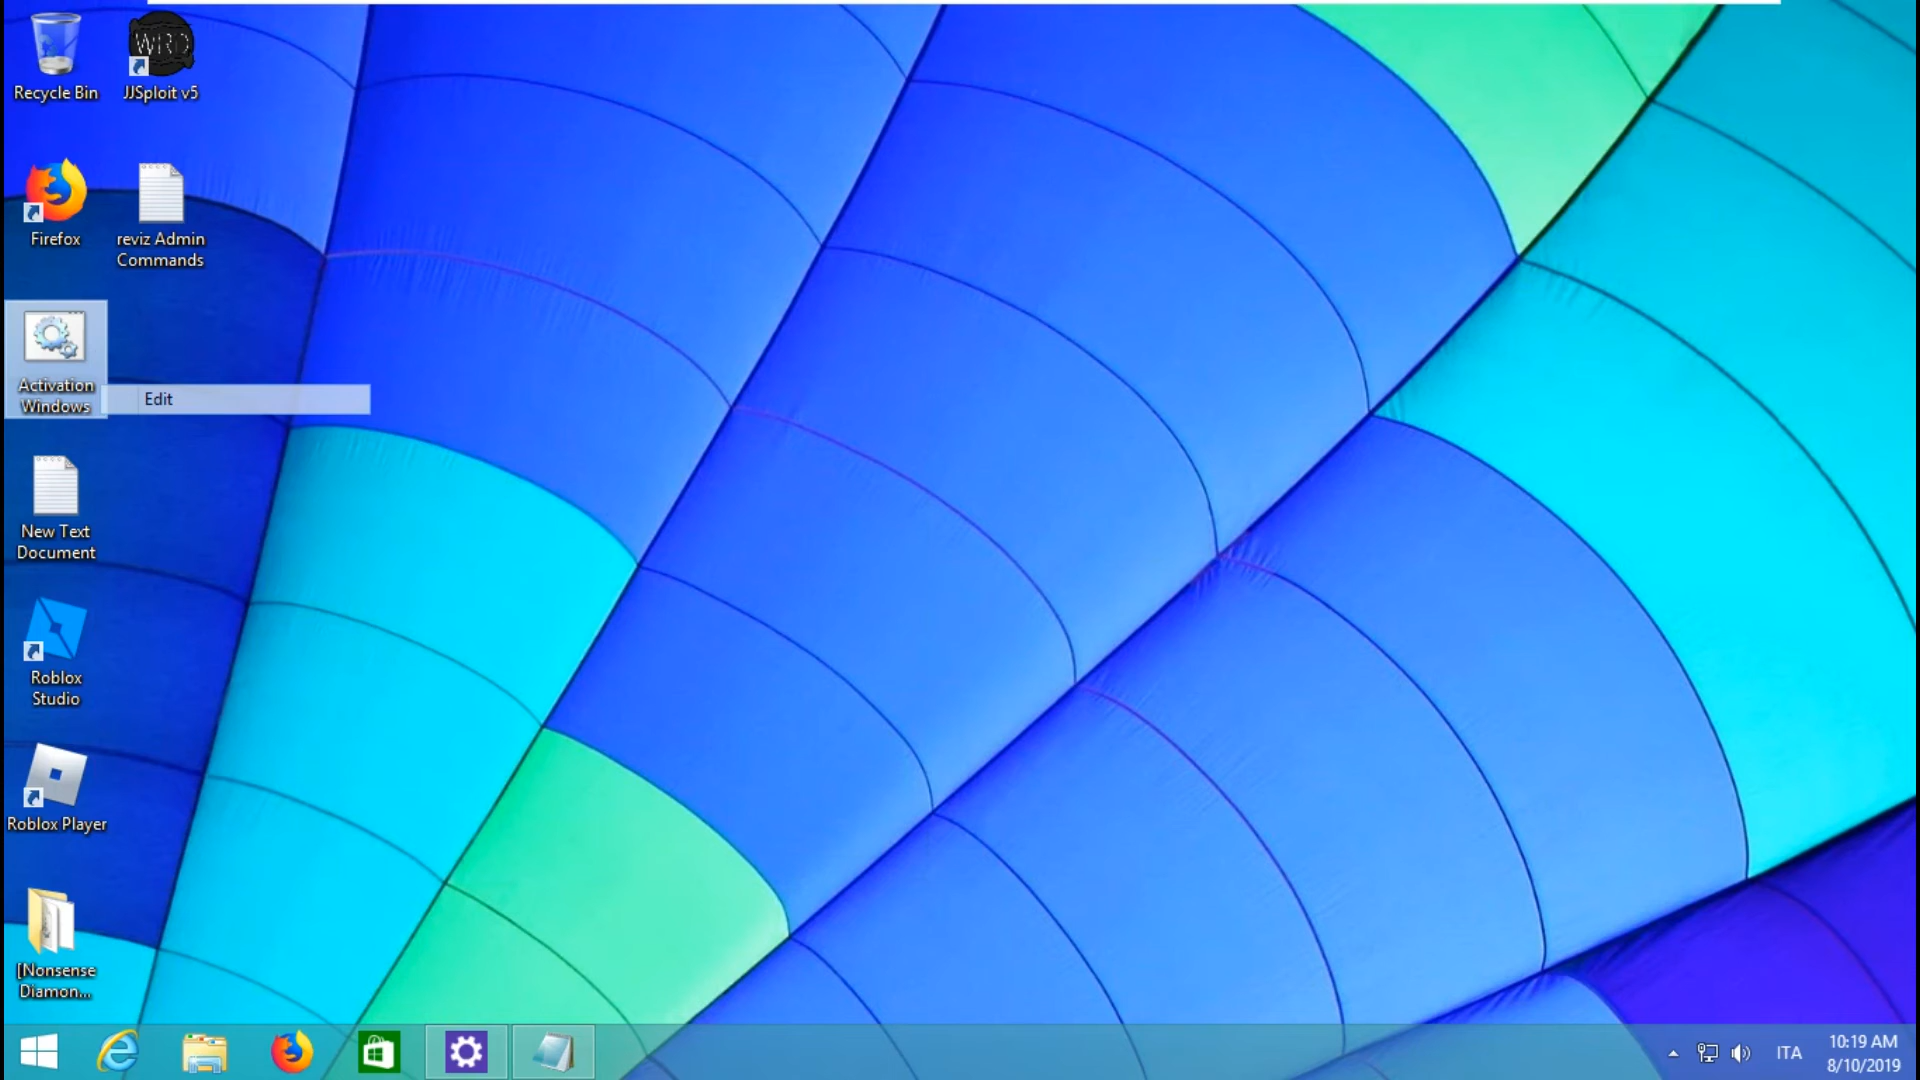 WRD
Recycle Bin
JJSploit v5
Firefox
reviz Admin
Commands
Activation
Windows
Edit
New Text
Document
Roblox
Studio
Roblox Player
[Nonsense
Diamon...
ITA
10:19 AM
8/10/2019